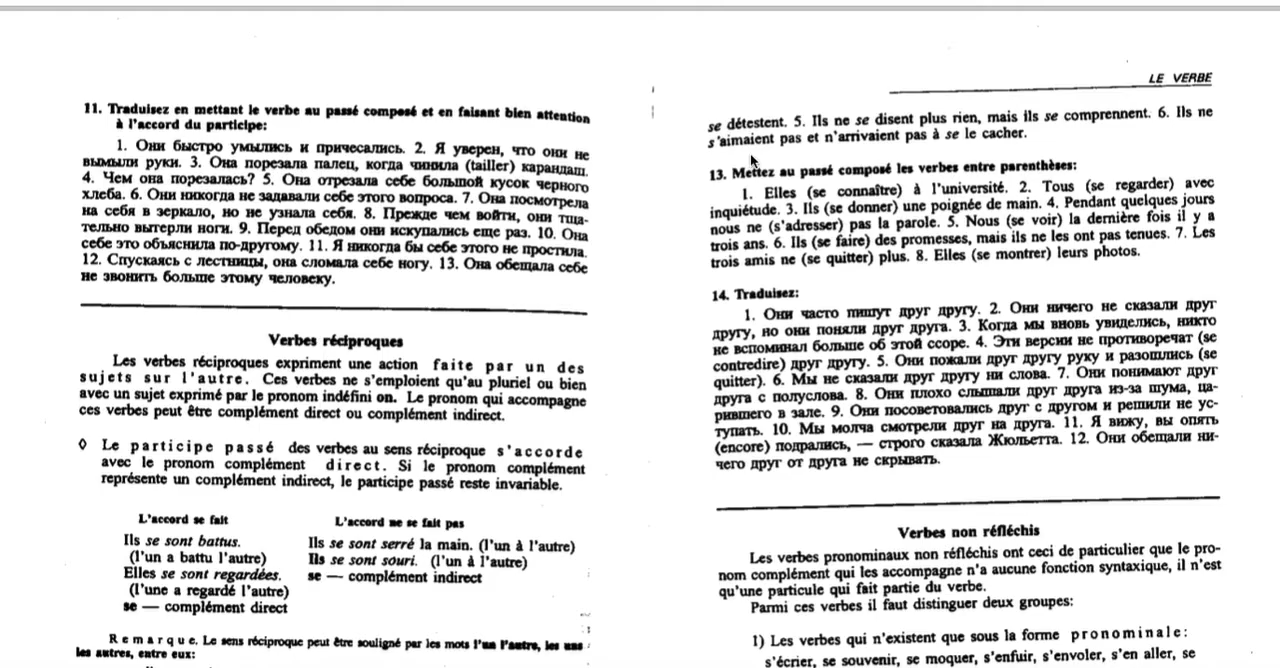 11. Traduisez en mettant le verbe au passé composé et en faisant bien attention
à l'accord du participe:
1. Они быстро умылись и причесались. 2. Я уверен, что они не
вымыли руки. 3. Она порезала палец, когда чинила (tailler) карандаш.
4. Чем она порезалась? 5. Она отрезала себе большой кусок черного
хлеба. 6. Они никогда не задавали себе этого вопроса. 7. Она посмотрела
на себя в зеркало, но не узнала себя. 8. Прежде чем войти, они тща-
тельно вытерли ноги. 9. Перед обедом они искупались еще раз. 10. Она
себе это объяснила по-другому. 11. Я никогда бы себе этого не простила.
12. Спускаясь с лестницы, она сломала себе ногу. 13. Она обещала себе
не звонить больше этому человеку.
Verbes réciproques
Les verbes réciproques expriment une action faite par un des
sujets sur l'autre. Ces verbes ne s'emploient qu'au pluriel ou bien
avec un sujet exprimé par le pronom indéfini on. Le pronom qui accompagne
ces verbes peut être complément direct ou complément indirect.
◊ Le participe passé des verbes au sens réciproque s'accorde
avec le pronom complément direct. Si le pronom complément
représente un complément indirect, le participe passé reste invariable.
L'accord se fait
Ils se sont battus.
(l'un a battu l'autre)
Elles se sont regardées.
(l'une a regardé l'autre)
se — complément direct
L'accord ne se fait pas
Ils se sont serré la main. (l'un à l'autre)
Ils se sont souri. (l'un à l'autre)
se — complément indirect
Remarque. Le sens réciproque peut être souligné par les mots l'un l'autre, les uns
les autres, entre eux:
LE VERBE
se détestent. 5. Ils ne se disent plus rien, mais ils se comprennent. 6. Ils ne
s'aimaient pas et n'arrivaient pas à se le cacher.
13. Mettez au passé composé les verbes entre parenthèses:
1. Elles (se connaître) à l'université. 2. Tous (se regarder) avec
inquiétude. 3. Ils (se donner) une poignée de main. 4. Pendant quelques jours
nous ne (s'adresser) pas la parole. 5. Nous (se voir) la dernière fois il y a
trois ans. 6. Ils (se faire) des promesses, mais ils ne les ont pas tenues. 7. Les
trois amis ne (se quitter) plus. 8. Elles (se montrer) leurs photos.
14. Traduisez:
1. Они часто пишут друг другу. 2. Они ничего не сказали друг
другу, но они поняли друг друга. 3. Когда мы вновь увиделись, никто
не вспоминал больше об этой ссоре. 4. Эти версии не противоречат (se
contredire) друг другу. 5. Они пожали друг другу руку и разошлись (se
quitter). 6. Мы не сказали друг другу ни слова. 7. Они понимают друг
друга с полуслова. 8. Они плохо слышали друг друга из-за шума, ца-
рившего в зале. 9. Они посоветовались друг с другом и решили не ус-
тупать. 10. Мы молча смотрели друг на друга. 11. Я вижу, вы опять
(encore) подрались, — строго сказала Жюльетта. 12. Они обещали ни-
чего друг от друга не скрывать.
Verbes non réfléchis
Les verbes pronominaux non réfléchis ont ceci de particulier que le pro-
nom complément qui les accompagne n'a aucune fonction syntaxique, il n'est
qu'une particule qui fait partie du verbe.
Parmi ces verbes il faut distinguer deux groupes:
1) Les verbes qui n'existent que sous la forme pronominale:
s'écrier, se souvenir, se moquer, s'enfuir, s'envoler, s'en aller, se